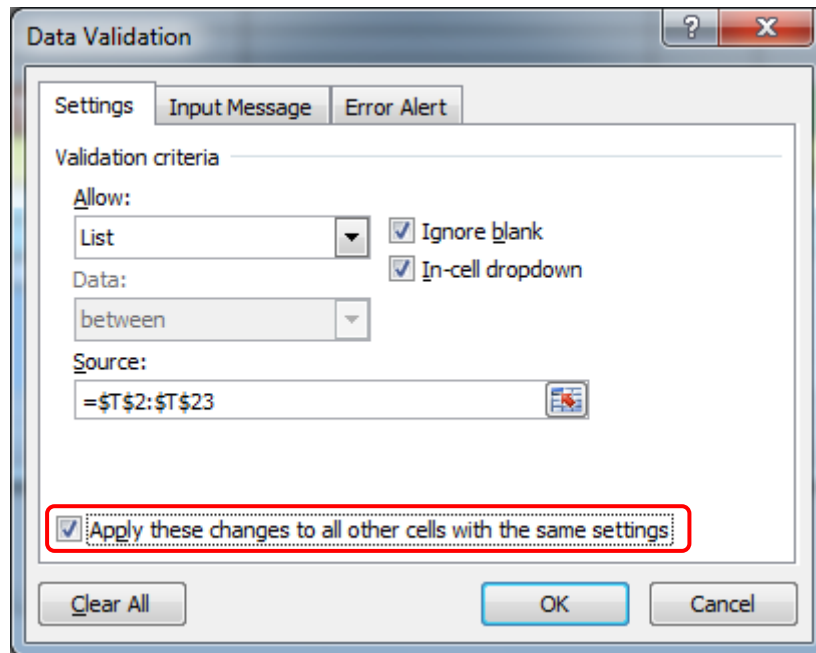 Data Validation
?
Settings
Input Message
Error Alert
Validation criteria
Allow:
List
Ignore blank
In-cell dropdown
Data:
between
Source:
=$T$2:$T$23
Apply these changes to all other cells with the same settings
Clear All
OK
Cancel